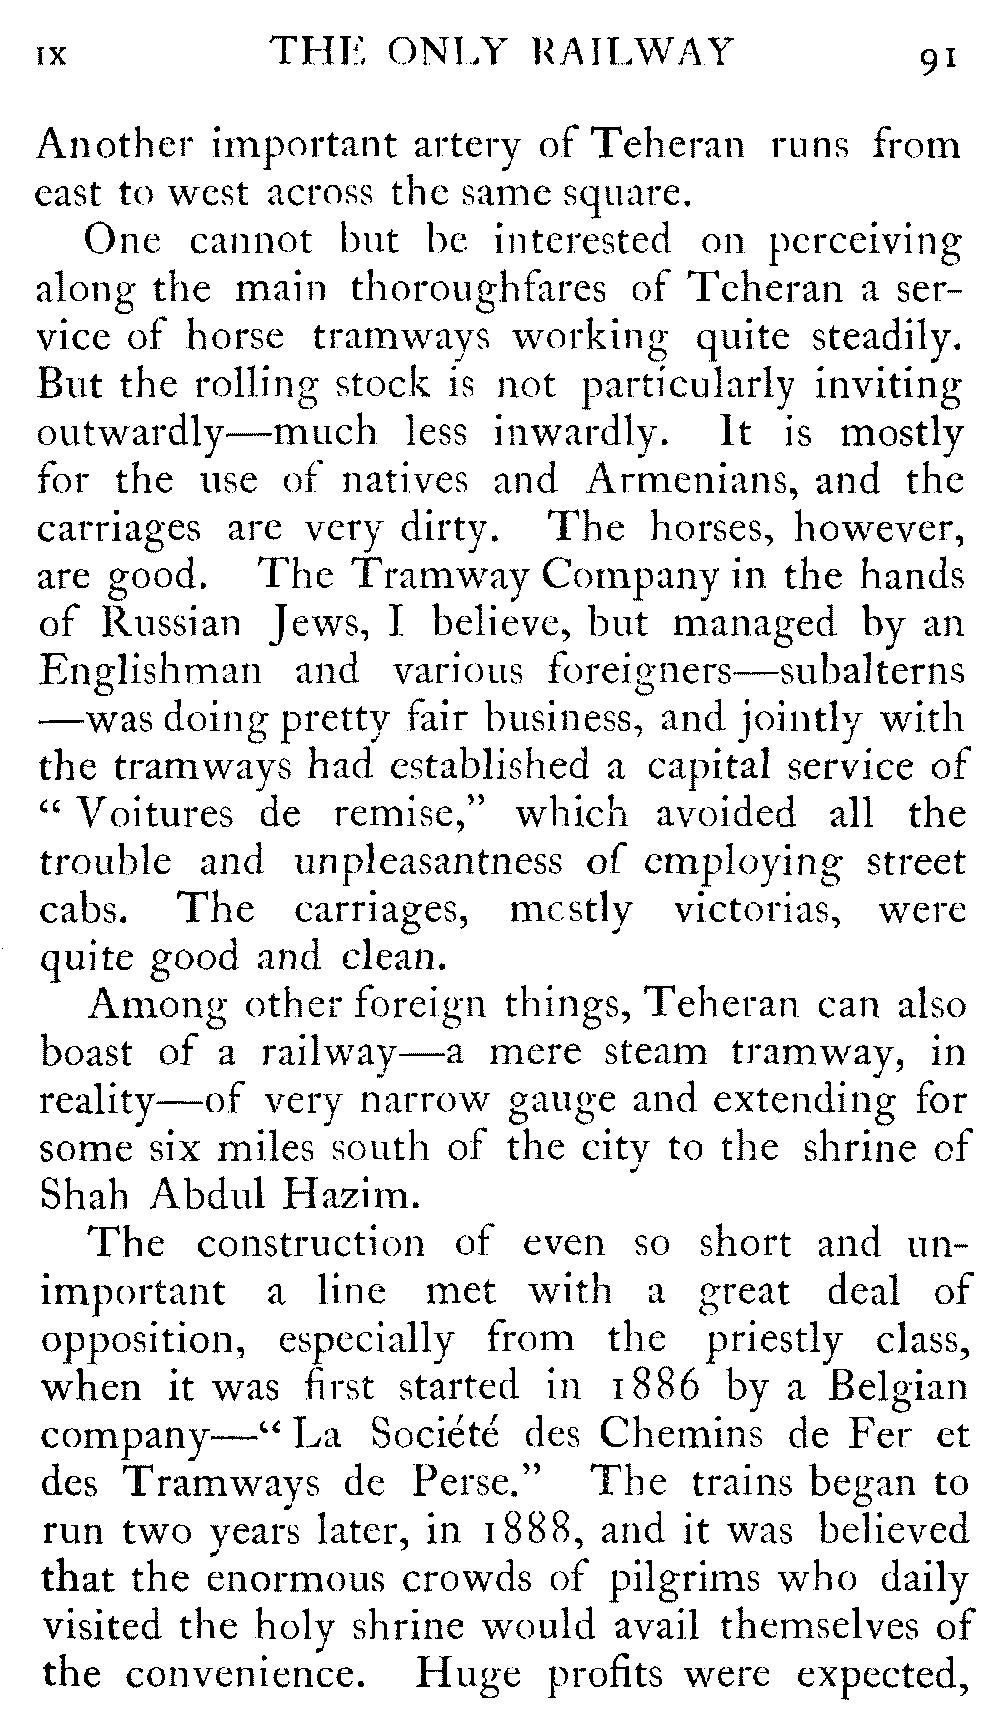 IX THE ONLY RAILWAY 91
Another important artery of Teheran runs from
east to west across the same square.
One cannot but be interested on perceiving
along the main thoroughfares of Teheran a ser-
vice of horse tramways working quite steadily.
But the rolling stock is not particularly inviting
outwardly—much less inwardly. It is mostly
for the use of natives and Armenians, and the
carriages are very dirty. The horses, however,
are good. The Tramway Company in the hands
of Russian Jews, I believe, but managed by an
Englishman and various foreigners—subalterns
—was doing pretty fair business, and jointly with
the tramways had established a capital service of
“ Voitures de remise,” which avoided all the
trouble and unpleasantness of employing street
cabs. The carriages, mostly victorias, were
quite good and clean.
Among other foreign things, Teheran can also
boast of a railway—a mere steam tramway, in
reality—of very narrow gauge and extending for
some six miles south of the city to the shrine of
Shah Abdul Hazim.
The construction of even so short and un-
important a line met with a great deal of
opposition, especially from the priestly class,
when it was first started in 1886 by a Belgian
company—“ La Société des Chemins de Fer et
des Tramways de Perse.” The trains began to
run two years later, in 1888, and it was believed
that the enormous crowds of pilgrims who daily
visited the holy shrine would avail themselves of
the convenience. Huge profits were expected,